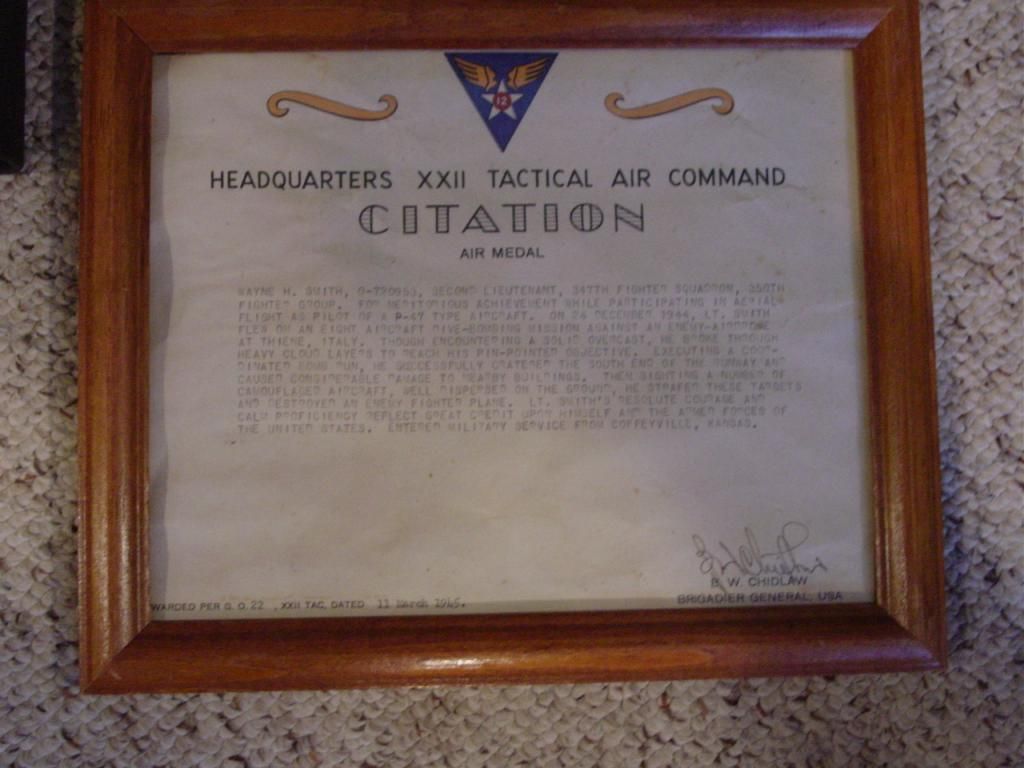 12
HEADQUARTERS XXII TACTICAL AIR COMMAND
CITATION
AIR MEDAL
WAYNE H. SMITH, O-720953, SECOND LIEUTENANT, 347TH FIGHTER SQUADRON, 350TH
FIGHTER GROUP. FOR MERITORIOUS ACHIEVEMENT WHILE PARTICIPATING IN AERIAL
FLIGHT AS PILOT OF A P-47 TYPE AIRCRAFT. ON 26 DECEMBER 1944, LT. SMITH
FLEW ON AN EIGHT AIRCRAFT DIVE-BOMBING MISSION AGAINST AN ENEMY-AIRDROME
AT THIENE, ITALY. THOUGH ENCOUNTERING A SOLID OVERCAST, HE BROKE THROUGH
HEAVY CLOUD LAYERS TO REACH HIS PIN-POINTED OBJECTIVE. EXECUTING A COOR-
DINATED BOMB RUN, HE SUCCESSFULLY CRATERED THE SOUTH END OF THE RUNWAY AND
CAUSED CONSIDERABLE DAMAGE TO NEARBY BUILDINGS. THEN SIGHTING A NUMBER OF
CAMOUFLAGED AIRCRAFT, WELL DISPERSED ON THE GROUND, HE STRAFED THESE TARGETS
AND DESTROYED AN ENEMY FIGHTER PLANE. LT. SMITH'S RESOLUTE COURAGE AND
CALM PROFICIENCY REFLECT GREAT CREDIT UPON HIMSELF AND THE ARMED FORCES OF
THE UNITED STATES. ENTERED MILITARY SERVICE FROM COFFEYVILLE, KANSAS.
B. W. CHIDLAW
BRIGADIER GENERAL, USA
WARDED PER G. O. 22 , XXII TAC, DATED 11 March 1945.